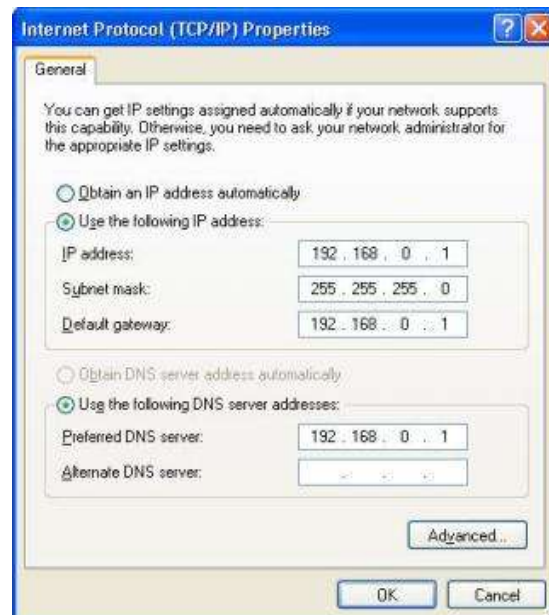 Internet Protocol (TCP/IP) Properties
General
You can get IP settings assigned automatically if your network supports
this capability. Otherwise, you need to ask your network administrator for
the appropriate IP settings.
Obtain an IP address automatically
Use the following IP address:
IP address: 192 . 168 . 0 . 1
Subnet mask: 255 . 255 . 255 . 0
Default gateway: 192 . 168 . 0 . 1
Obtain DNS server address automatically
Use the following DNS server addresses:
Preferred DNS server: 192 . 168 . 0 . 1
Alternate DNS server: . . .
Advanced...
OK Cancel